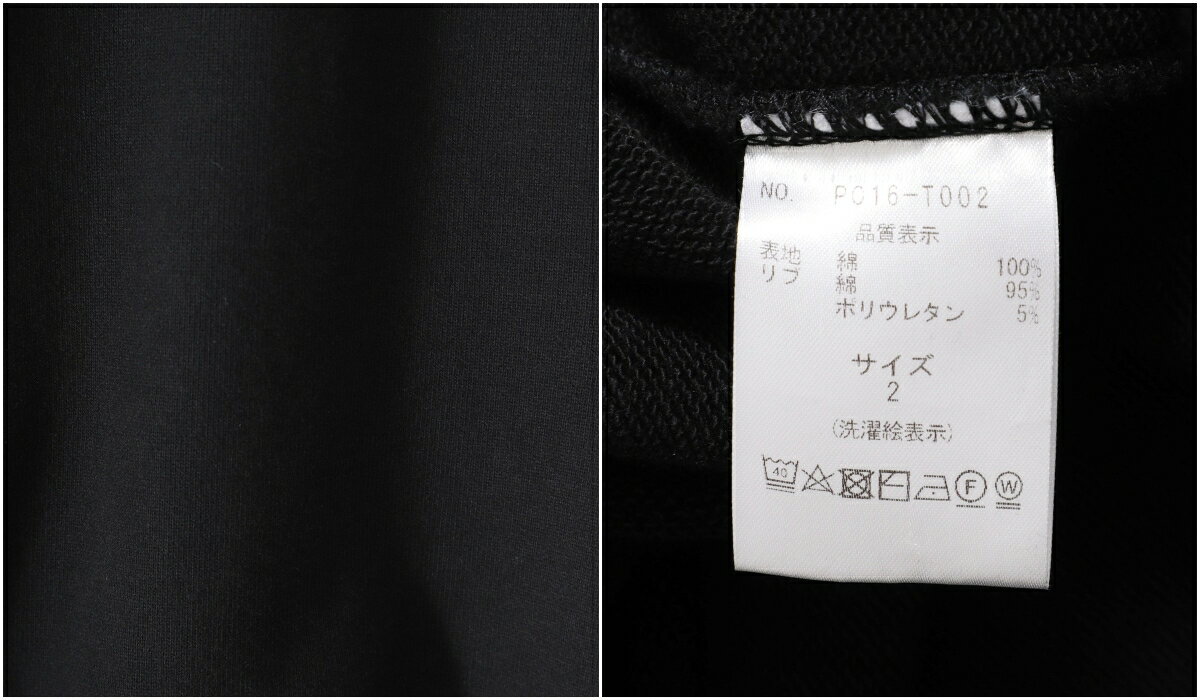 NO. PC16-T002
品質表示
表地 綿 100%
リブ 綿 95%
ポリウレタン 5%
サイズ
2
(洗濯絵表示)
40 F W